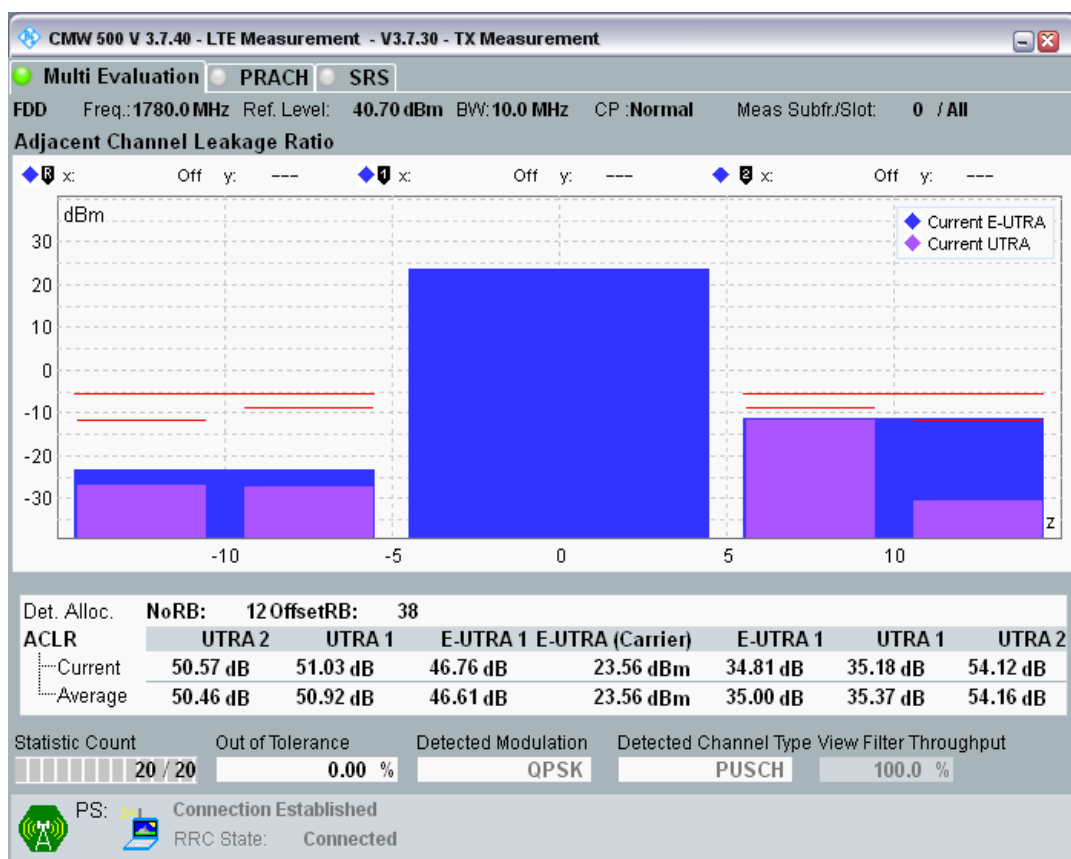 CMW 500 V 3.7.40 - LTE Measurement - V3.7.30 - TX Measurement
Multi Evaluation PRACH SRS
FDD Freq.: 1780.0 MHz Ref. Level: 40.70 dBm BW: 10.0 MHz CP :Normal Meas Subfr./Slot: 0 / All
Adjacent Channel Leakage Ratio
R x: Off y: --- 1 x: Off y: --- 2 x: Off y: ---
dBm
Current E-UTRA
Current UTRA
30
20
10
0
-10
-20
-30
z
-10 -5 0 5 10
Det. Alloc. NoRB: 12 OffsetRB: 38
ACLR UTRA 2 UTRA 1 E-UTRA 1 E-UTRA (Carrier) E-UTRA 1 UTRA 1 UTRA 2
Current 50.57 dB 51.03 dB 46.76 dB 23.56 dBm 34.81 dB 35.18 dB 54.12 dB
Average 50.46 dB 50.92 dB 46.61 dB 23.56 dBm 35.00 dB 35.37 dB 54.16 dB
Statistic Count Out of Tolerance Detected Modulation Detected Channel Type View Filter Throughput
20 / 20 0.00 % QPSK PUSCH 100.0 %
PS: Connection Established
RRC State: Connected